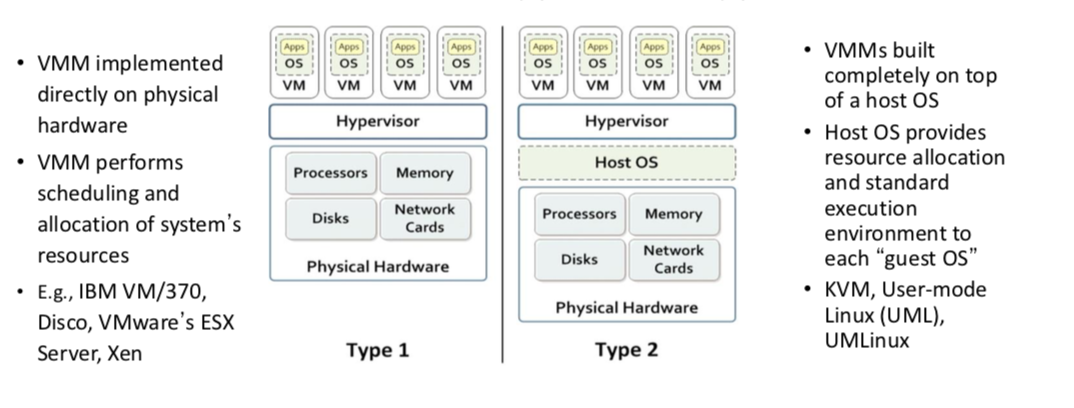 • VMM implemented
directly on physical
hardware
• VMM performs
scheduling and
allocation of system’s
resources
• E.g., IBM VM/370,
Disco, VMware’s ESX
Server, Xen
Apps Apps Apps Apps
OS OS OS OS
VM VM VM VM
Hypervisor
Processors Memory
Disks Network
Cards
Physical Hardware
Type 1
Apps Apps Apps Apps
OS OS OS OS
VM VM VM VM
Hypervisor
Host OS
Processors Memory
Disks Network
Cards
Physical Hardware
Type 2
• VMMs built
completely on top
of a host OS
• Host OS provides
resource allocation
and standard
execution
environment to
each “guest OS”
• KVM, User-mode
Linux (UML),
UMLinux